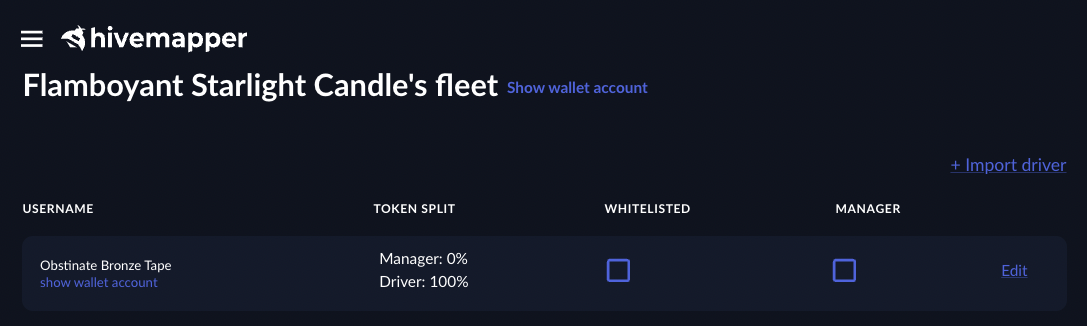 hivemapper
Flamboyant Starlight Candle's fleet Show wallet account
+ Import driver
USERNAME TOKEN SPLIT WHITELISTED MANAGER
Obstinate Bronze Tape
show wallet account
Manager: 0%
Driver: 100%
Edit